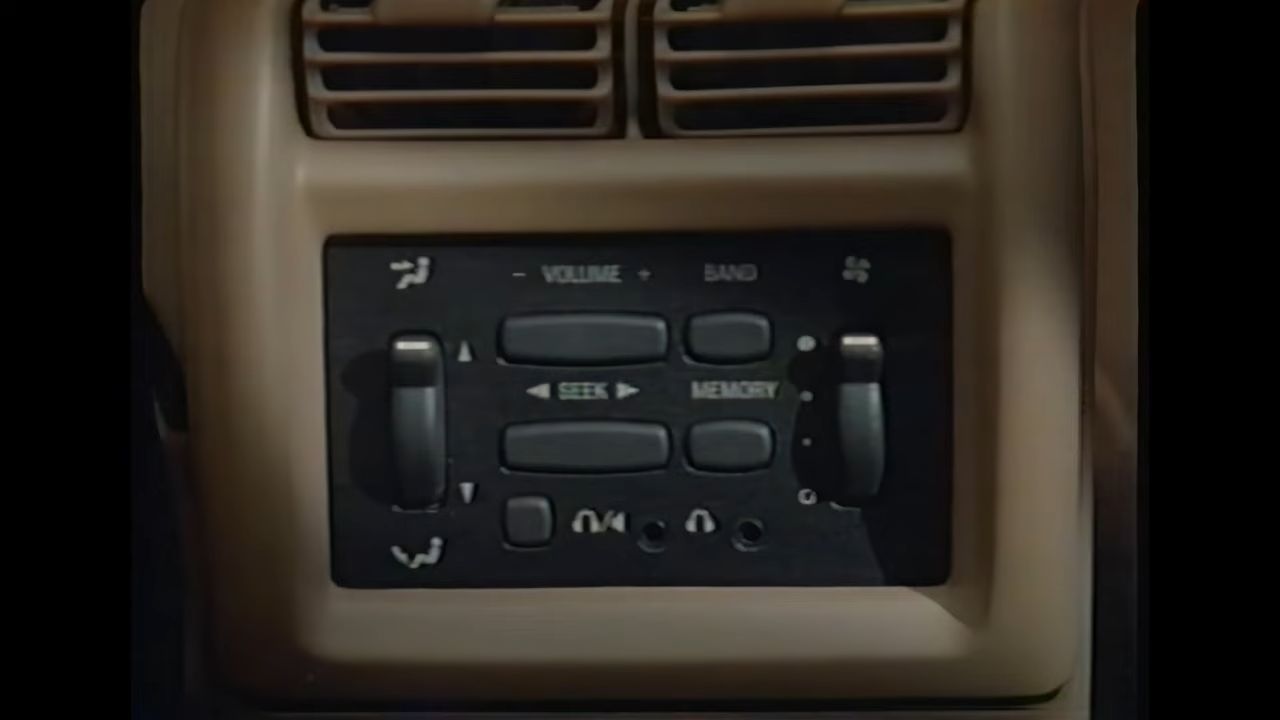 - VOLUME + BAND
◄ SEEK ► MEMORY